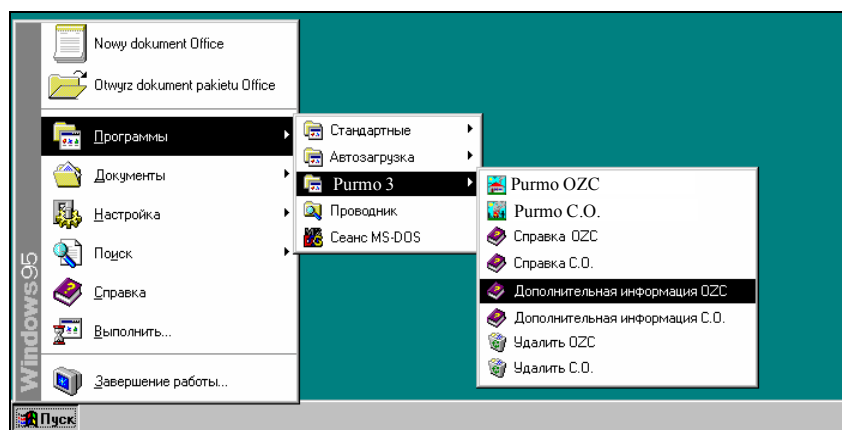 Nowy dokument Office
Otwyrz dokument pakietu Office
Программы
Документы
Настройка
Поиск
Справка
Выполнить...
Завершение работы...
Windows95
Пуск
Стандартные
Автозагрузка
Purmo 3
Проводник
Сеанс MS-DOS
Purmo OZC
Purmo C.O.
Справка OZC
Справка C.O.
Дополнительная информация OZC
Дополнительная информация C.O.
Удалить OZC
Удалить C.O.